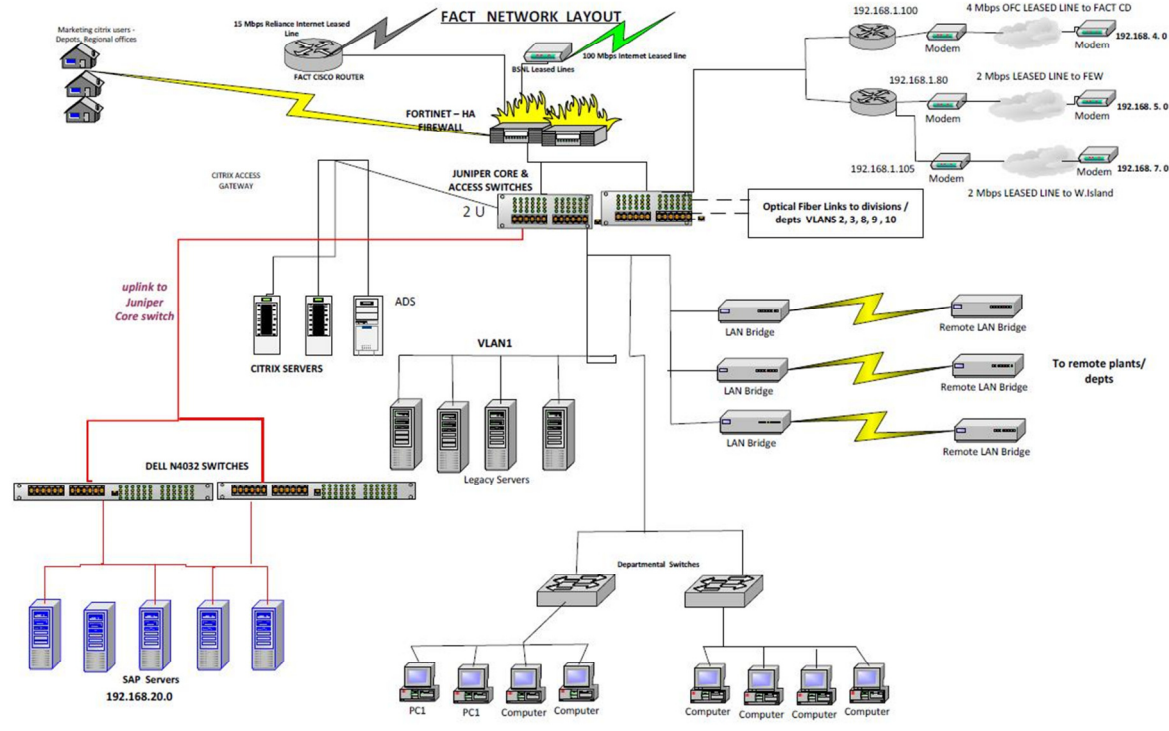 FACT NETWORK LAYOUT
15 Mbps Reliance Internet Leased
Line
FACT CISCO ROUTER
Marketing citrix users -
Depots, Regional offices
BSNL Leased Lines
100 Mbps Internet Leased line
FORTINET – HA
FIREWALL
192.168.1.100
4 Mbps OFC LEASED LINE to FACT CD
Modem
Modem
192.168. 4. 0
192.168.1.80
2 Mbps LEASED LINE to FEW
Modem
Modem
192.168. 5. 0
192.168.1.105
Modem
Modem
192.168. 7. 0
2 Mbps LEASED LINE to W.Island
CITRIX ACCESS
GATEWAY
JUNIPER CORE &
ACCESS SWITCHES
2 U
Optical Fiber Links to divisions /
depts VLANS 2, 3, 8, 9 , 10
uplink to
Juniper
Core switch
ADS
CITRIX SERVERS
VLAN1
Legacy Servers
LAN Bridge
Remote LAN Bridge
LAN Bridge
Remote LAN Bridge
LAN Bridge
Remote LAN Bridge
To remote plants/
depts
DELL N4032 SWITCHES
SAP Servers
192.168.20.0
Departmental Switches
PC1
PC1
Computer
Computer
Computer
Computer
Computer
Computer